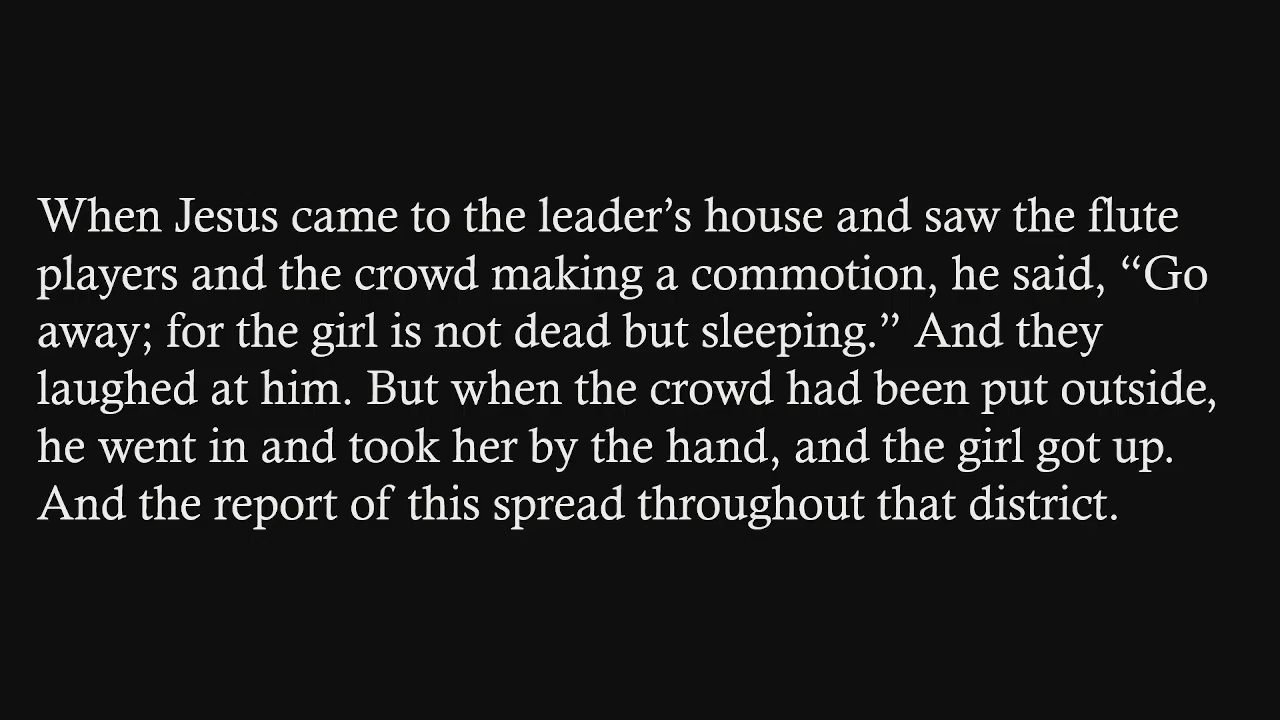 When Jesus came to the leader’s house and saw the flute
players and the crowd making a commotion, he said, “Go
away; for the girl is not dead but sleeping.” And they
laughed at him. But when the crowd had been put outside,
he went in and took her by the hand, and the girl got up.
And the report of this spread throughout that district.